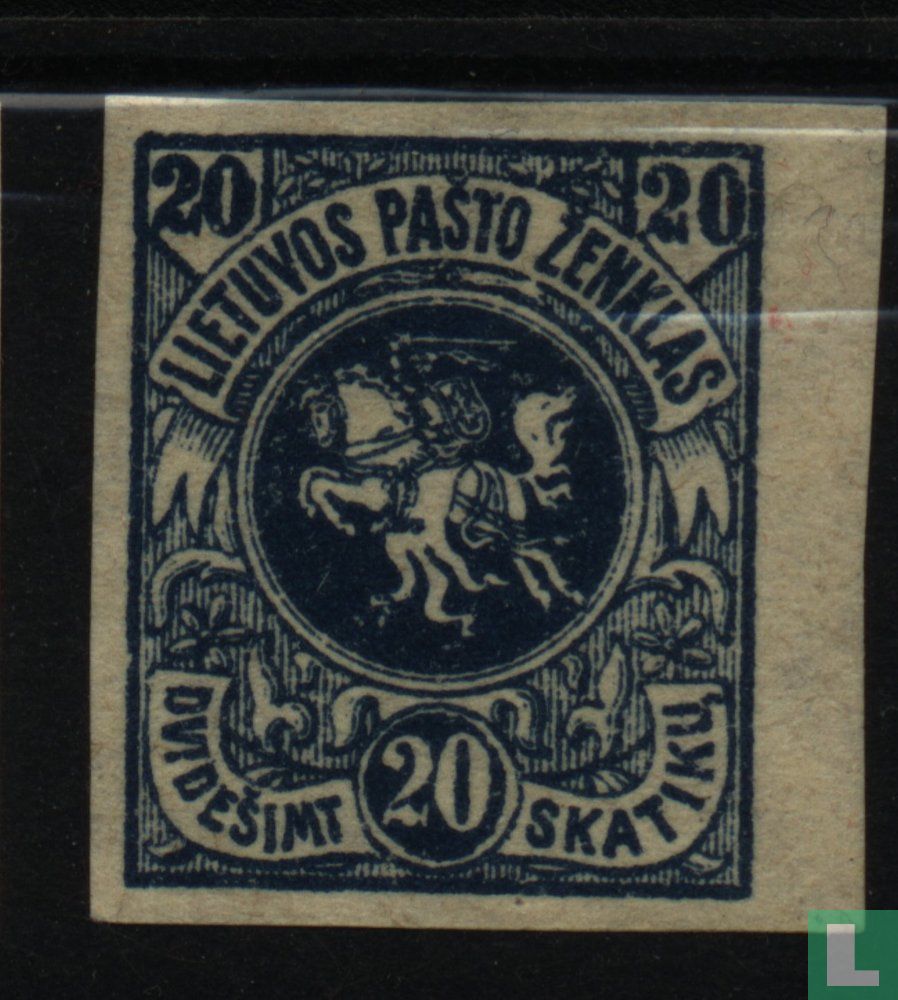 20 20
LIETUVOS PAŠTO ŽENKLAS
DVIDEŠIMT 20 SKATIKŲ
L